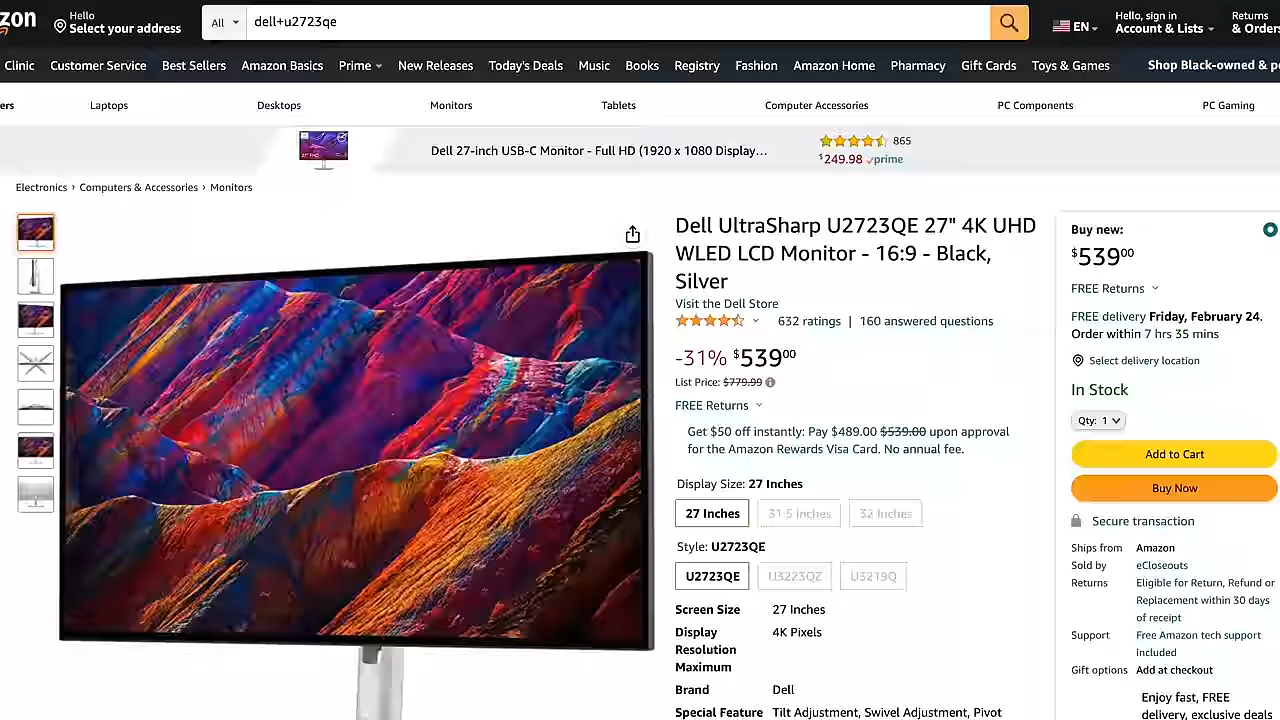 zon
Hello
Select your address
All
dell+u2723qe
EN
Hello, sign in
Account & Lists
Returns
& Orders
Clinic
Customer Service
Best Sellers
Amazon Basics
Prime
New Releases
Today's Deals
Music
Books
Registry
Fashion
Amazon Home
Pharmacy
Gift Cards
Toys & Games
Shop Black-owned & p
ers
Laptops
Desktops
Monitors
Tablets
Computer Accessories
PC Components
PC Gaming
Dell 27-inch USB-C Monitor - Full HD (1920 x 1080 Display...
865
$249.98 prime
Electronics › Computers & Accessories › Monitors
Dell UltraSharp U2723QE 27" 4K UHD
WLED LCD Monitor - 16:9 - Black,
Silver
Visit the Dell Store
632 ratings | 160 answered questions
-31% $53900
List Price: $779.99
FREE Returns
Get $50 off instantly: Pay $489.00 $539.00 upon approval
for the Amazon Rewards Visa Card. No annual fee.
Display Size: 27 Inches
27 Inches
31.5 Inches
32 Inches
Style: U2723QE
U2723QE
U3223QZ
U3219Q
Screen Size 27 Inches
Display
Resolution
Maximum
4K Pixels
Brand Dell
Special Feature Tilt Adjustment, Swivel Adjustment, Pivot
Buy new:
$53900
FREE Returns
FREE delivery Friday, February 24.
Order within 7 hrs 35 mins
Select delivery location
In Stock
Qty: 1
Add to Cart
Buy Now
Secure transaction
Ships from Amazon
Sold by eCloseouts
Returns Eligible for Return, Refund or
Replacement within 30 days
of receipt
Support Free Amazon tech support
included
Gift options Add at checkout
Enjoy fast, FREE
delivery, exclusive deals